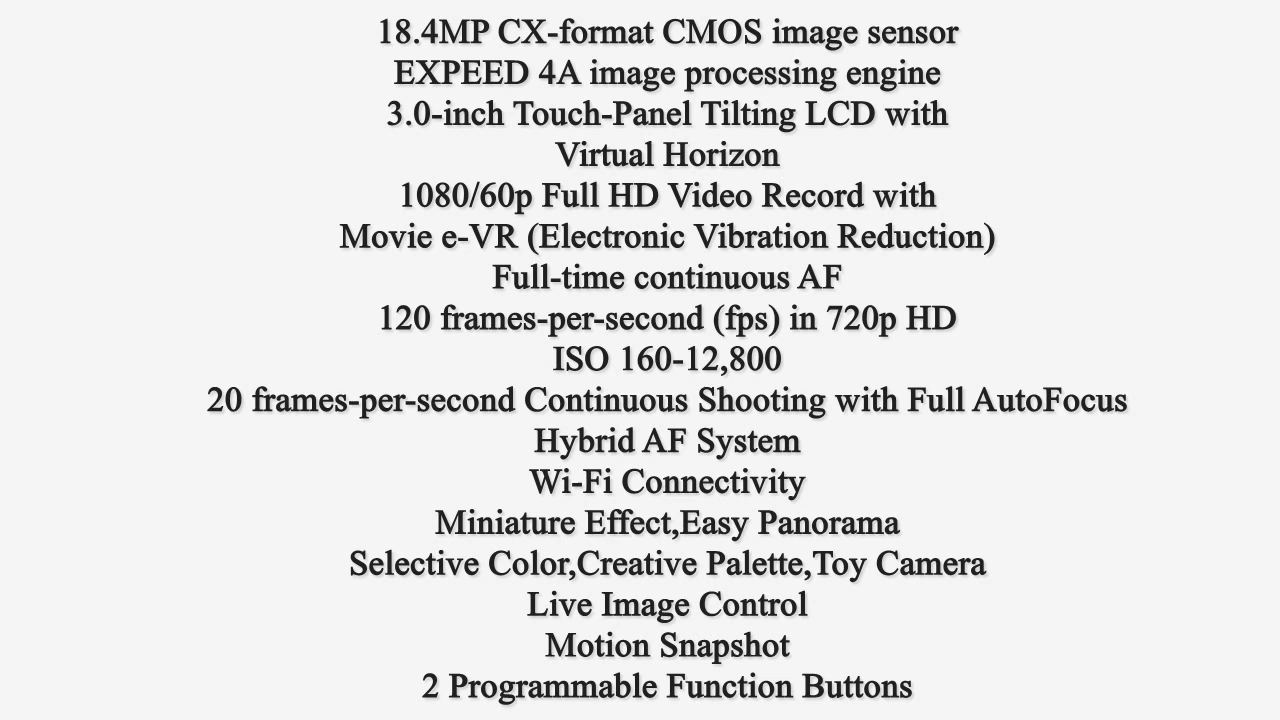 18.4MP CX-format CMOS image sensor
EXPEED 4A image processing engine
3.0-inch Touch-Panel Tilting LCD with
Virtual Horizon
1080/60p Full HD Video Record with
Movie e-VR (Electronic Vibration Reduction)
Full-time continuous AF
120 frames-per-second (fps) in 720p HD
ISO 160-12,800
20 frames-per-second Continuous Shooting with Full AutoFocus
Hybrid AF System
Wi-Fi Connectivity
Miniature Effect,Easy Panorama
Selective Color,Creative Palette,Toy Camera
Live Image Control
Motion Snapshot
2 Programmable Function Buttons